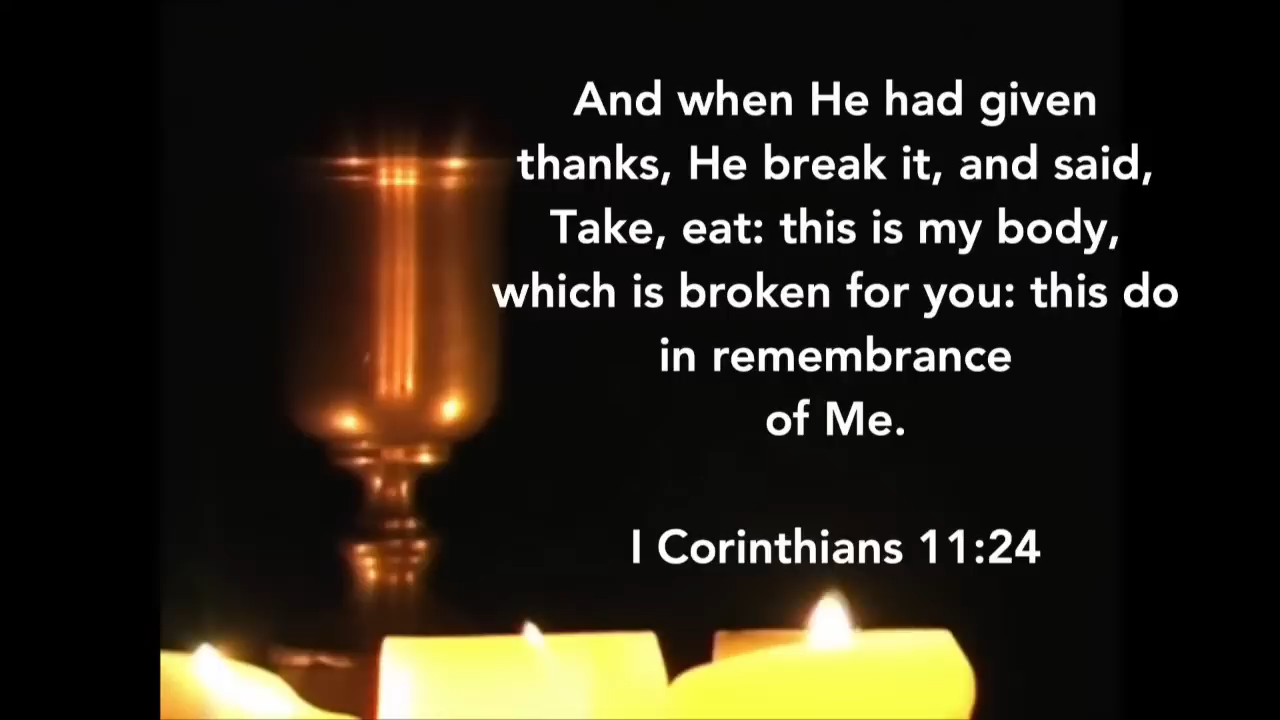 And when He had given
thanks, He break it, and said,
Take, eat: this is my body,
which is broken for you: this do
in remembrance
of Me.
I Corinthians 11:24